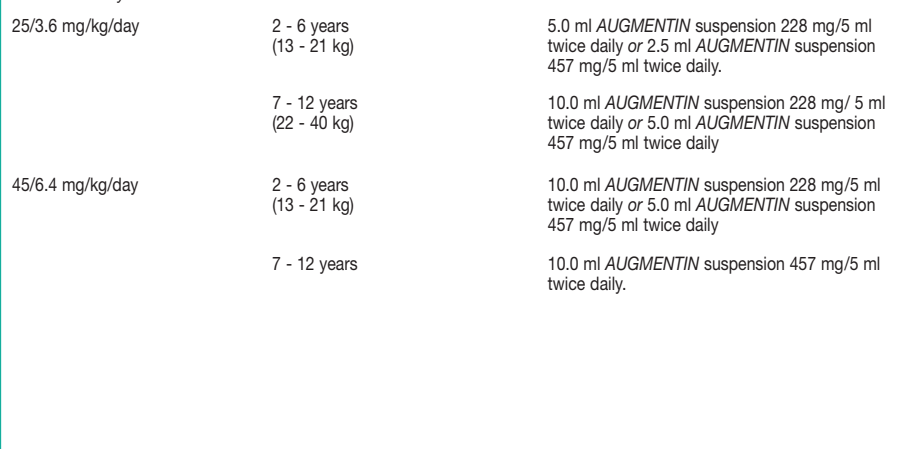 25/3.6 mg/kg/day
2 - 6 years
(13 - 21 kg)
5.0 ml AUGMENTIN suspension 228 mg/5 ml
twice daily or 2.5 ml AUGMENTIN suspension
457 mg/5 ml twice daily.
7 - 12 years
(22 - 40 kg)
10.0 ml AUGMENTIN suspension 228 mg/ 5 ml
twice daily or 5.0 ml AUGMENTIN suspension
457 mg/5 ml twice daily
45/6.4 mg/kg/day
2 - 6 years
(13 - 21 kg)
10.0 ml AUGMENTIN suspension 228 mg/5 ml
twice daily or 5.0 ml AUGMENTIN suspension
457 mg/5 ml twice daily
7 - 12 years
10.0 ml AUGMENTIN suspension 457 mg/5 ml
twice daily.